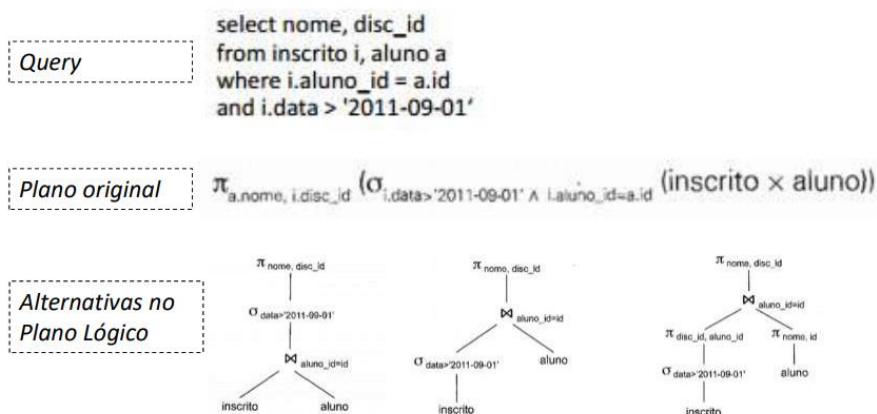 Query
select nome, disc_id
from inscrito i, aluno a
where i.aluno_id = a.id
and i.data > '2011-09-01'
Plano original
π a.nome, i.disc_id (σ i.data>'2011-09-01' ∧ i.aluno_id=a.id (inscrito × aluno))
Alternativas no
Plano Lógico
π nome, disc_id
σ data>'2011-09-01'
⋈ aluno_id=id
inscrito aluno
π nome, disc_id
⋈ aluno_id=id
σ data>'2011-09-01' aluno
inscrito
π nome, disc_id
⋈ aluno_id=id
π disc_id, aluno_id π nome, id
σ data>'2011-09-01' aluno
inscrito